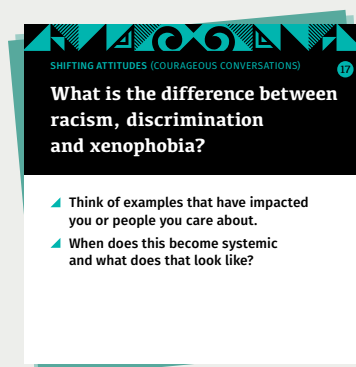 SHIFTING ATTITUDES (COURAGEOUS CONVERSATIONS)
17
What is the difference between
racism, discrimination
and xenophobia?
Think of examples that have impacted
you or people you care about.
When does this become systemic
and what does that look like?